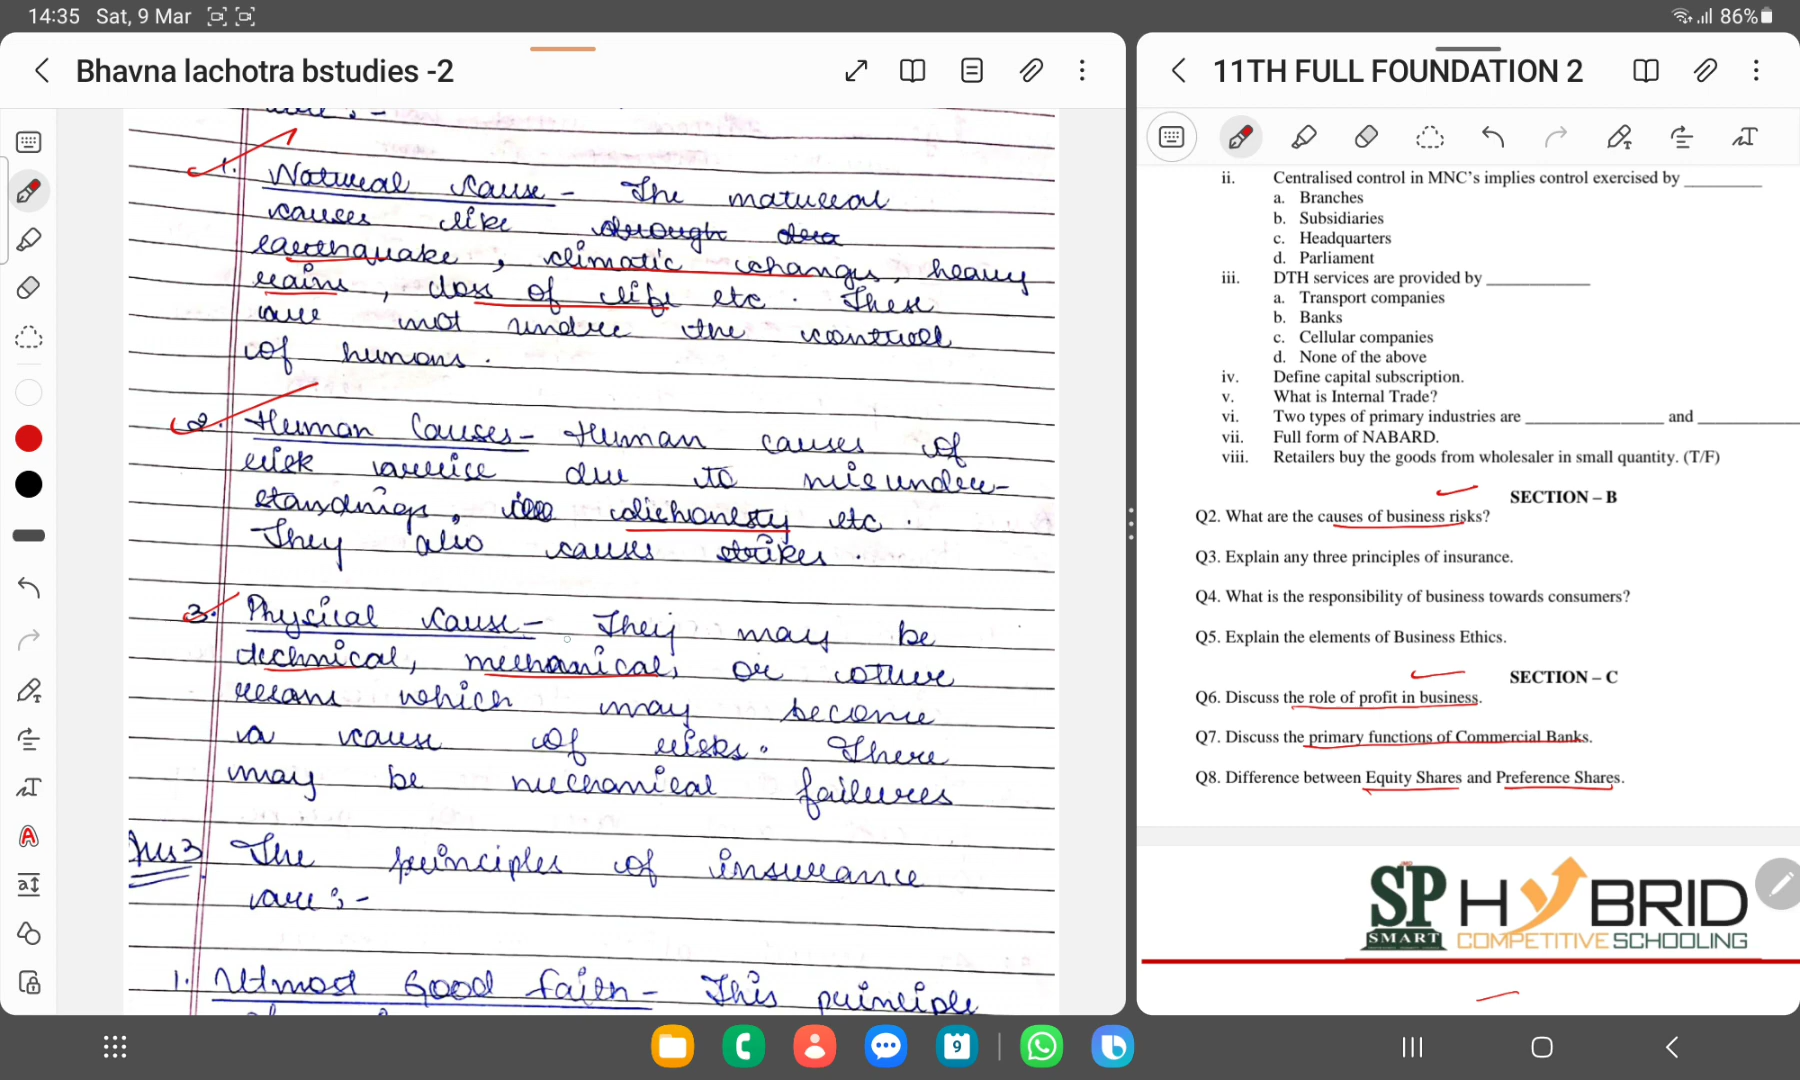 14:35 Sat, 9 Mar
86%
Bhavna lachotra bstudies -2
are : -
1. Natural Cause - The natural
causes like drough dra
earthquake, climatic changes, heavy
rains, loss of life etc. These
are not under the control
of humans.
2. Human Causes - Human causes of
risk arrise due to misunder-
standings, dishonesty etc.
They also causes strikes.
3. Physical Cause - They may be
technical, mechanical, or other
resans which may become
a cause of risks. There
may be mechanical failures
Ans3 The principles of insurance
are : -
1. Utmost Good Faith - This principle
11TH FULL FOUNDATION 2
ii. Centralised control in MNC's implies control exercised by _________
a. Branches
b. Subsidiaries
c. Headquarters
d. Parliament
iii. DTH services are provided by ____________
a. Transport companies
b. Banks
c. Cellular companies
d. None of the above
iv. Define capital subscription.
v. What is Internal Trade?
vi. Two types of primary industries are ________________ and ____________
vii. Full form of NABARD.
viii. Retailers buy the goods from wholesaler in small quantity. (T/F)
SECTION – B
Q2. What are the causes of business risks?
Q3. Explain any three principles of insurance.
Q4. What is the responsibility of business towards consumers?
Q5. Explain the elements of Business Ethics.
SECTION – C
Q6. Discuss the role of profit in business.
Q7. Discuss the primary functions of Commercial Banks.
Q8. Difference between Equity Shares and Preference Shares.
SP HYBRID
SMART COMPETITIVE SCHOOLING
9